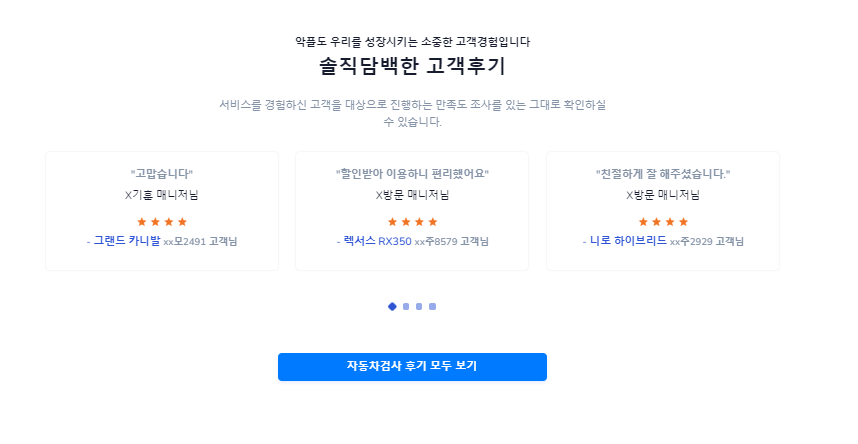 악플도 우리를 성장시키는 소중한 고객경험입니다
솔직담백한 고객후기
서비스를 경험하신 고객을 대상으로 진행하는 만족도 조사를 있는 그대로 확인하실
수 있습니다.
"고맙습니다"
X기흠 매니저님
- 그랜드 카니발 xx모2491 고객님
"할인받아 이용하니 편리했어요"
X방문 매니저님
- 렉서스 RX350 xx주8579 고객님
"친절하게 잘 해주셨습니다."
X방문 매니저님
- 니로 하이브리드 xx주2929 고객님
자동차검사 후기 모두 보기